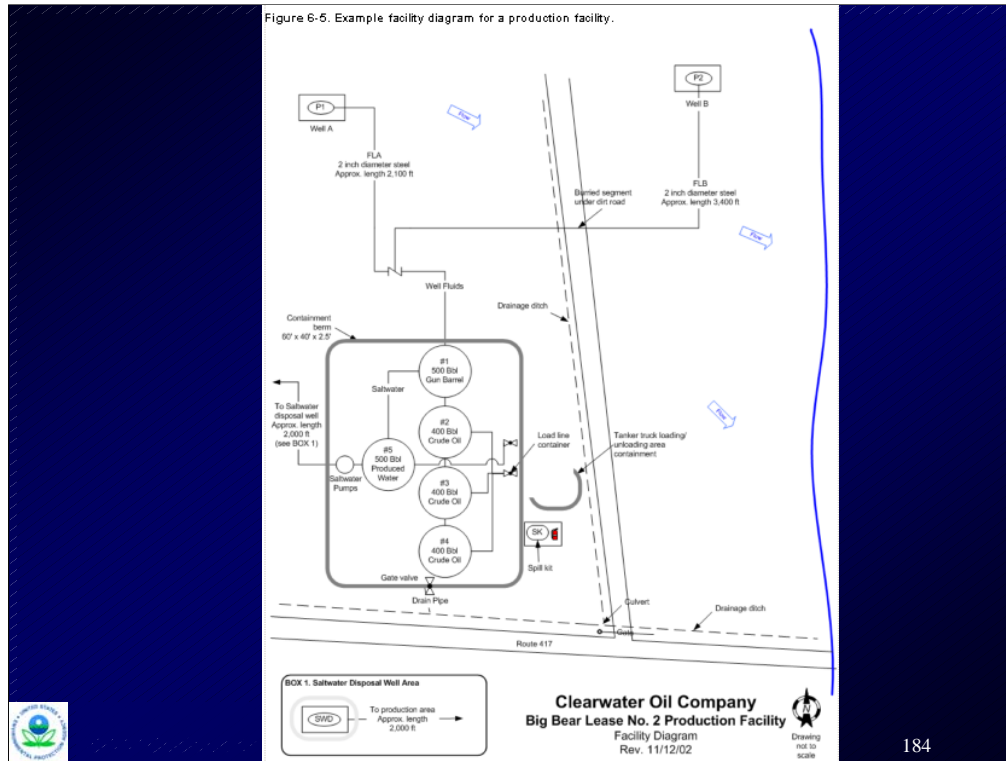 Figure 6-5. Example facility diagram for a production facility.
P1
Well A
P2
Well B
Flow
FLA
2 inch diameter steel
Approx. length 2,100 ft
Burried segment
under dirt road
FLB
2 inch diameter steel
Approx. length 3,400 ft
Flow
Well Fluids
Drainage ditch
Containment
berm
60' x 40' x 2.5'
#1
500 Bbl
Gun Barrel
Saltwater
To Saltwater
disposal well
Approx. length
2,000 ft
(see BOX 1)
#2
400 Bbl
Crude Oil
Flow
Load line
container
Tanker truck loading/
unloading area
containment
#5
500 Bbl
Produced
Water
Saltwater
Pumps
#3
400 Bbl
Crude Oil
#4
400 Bbl
Crude Oil
SK
Spill kit
Gate valve
Drain Pipe
Culvert
Drainage ditch
Gate
Route 417
BOX 1. Saltwater Disposal Well Area
SWD
To production area
Approx. length
2,000 ft
Clearwater Oil Company
Big Bear Lease No. 2 Production Facility
Facility Diagram
Rev. 11/12/02
N
Drawing
not to
scale
UNITED STATES
ENVIRONMENTAL PROTECTION AGENCY
184